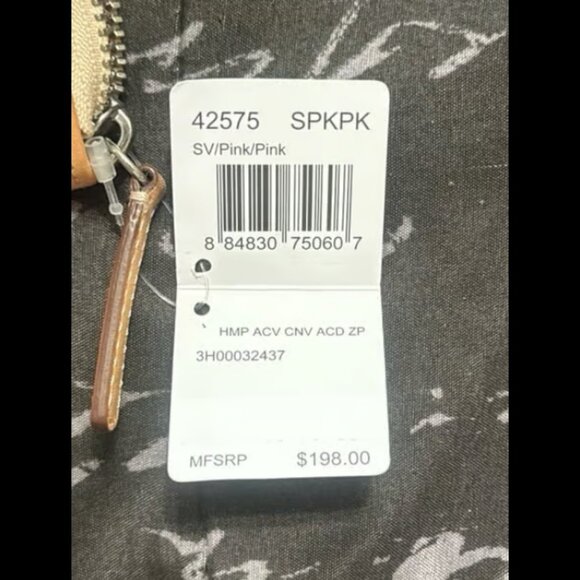 42575 SPKPK
SV/Pink/Pink
8 84830 75060 7
HMP ACV CNV ACD ZP
3H00032437
MFSRP $198.00